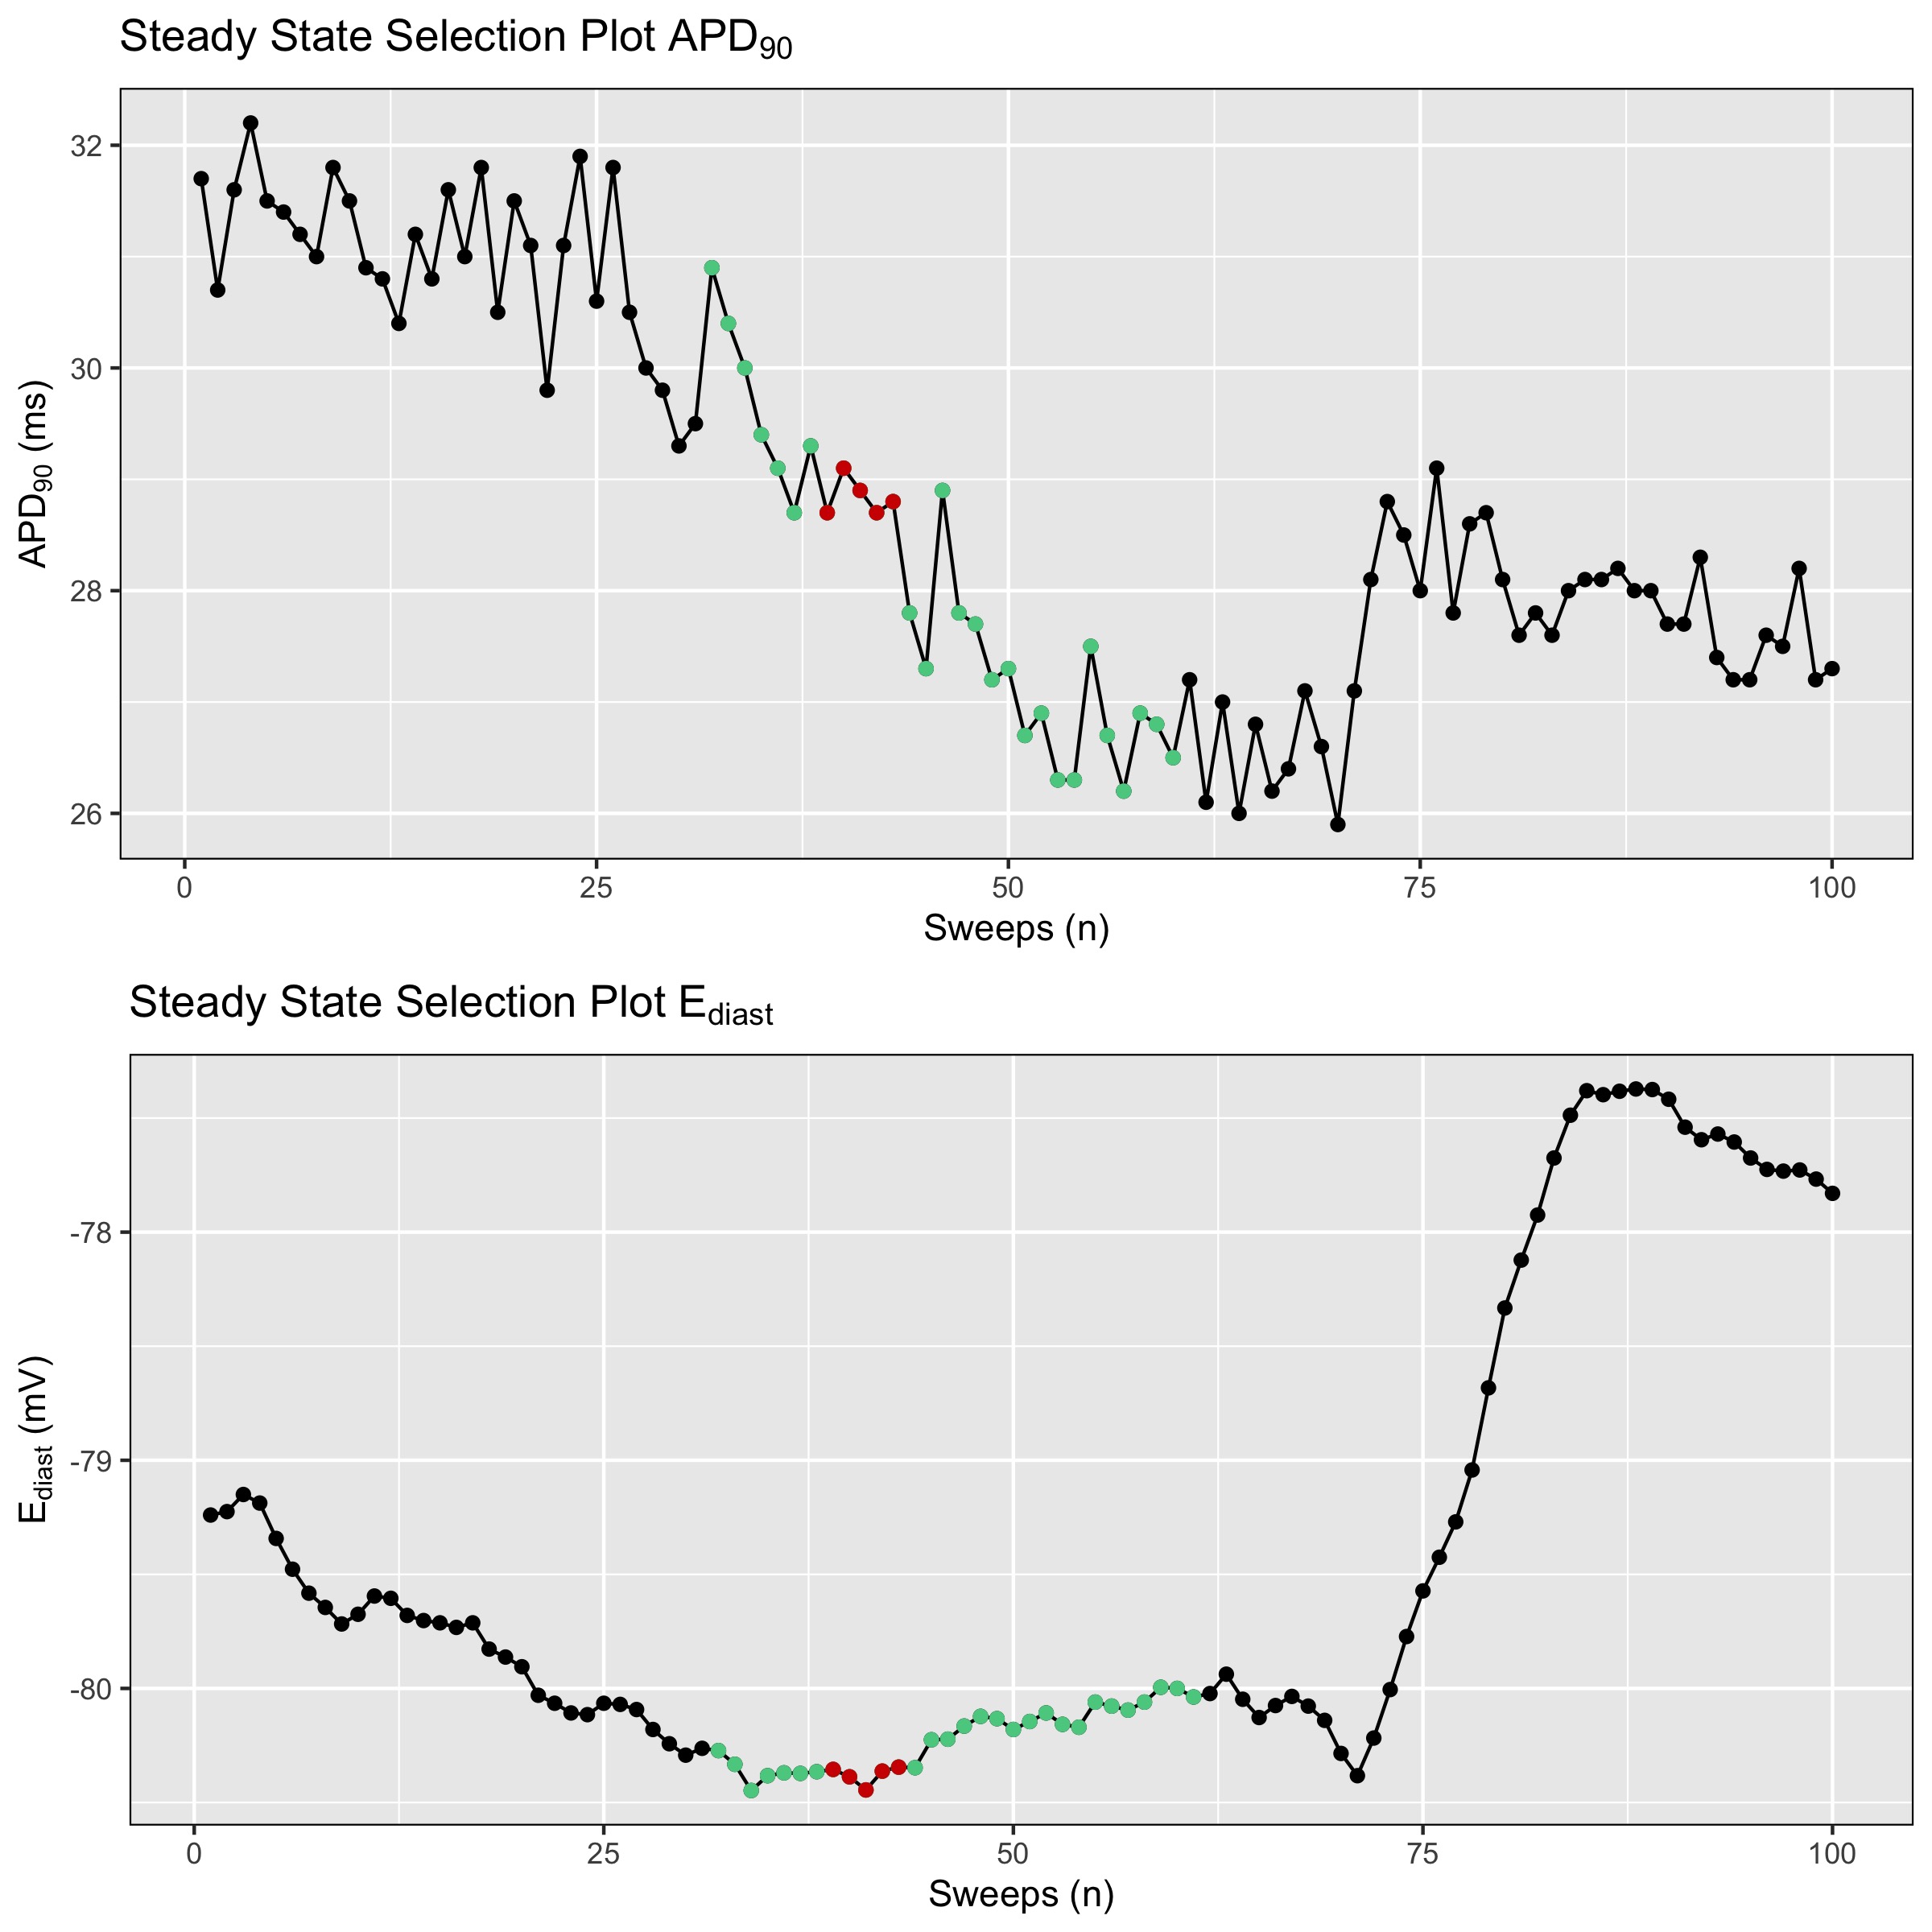 Steady State Selection Plot APD90
APD90 (ms)
32
30
28
26
0 25 50 75 100
Sweeps (n)
Steady State Selection Plot Ediast
Ediast (mV)
-78
-79
-80
0 25 50 75 100
Sweeps (n)